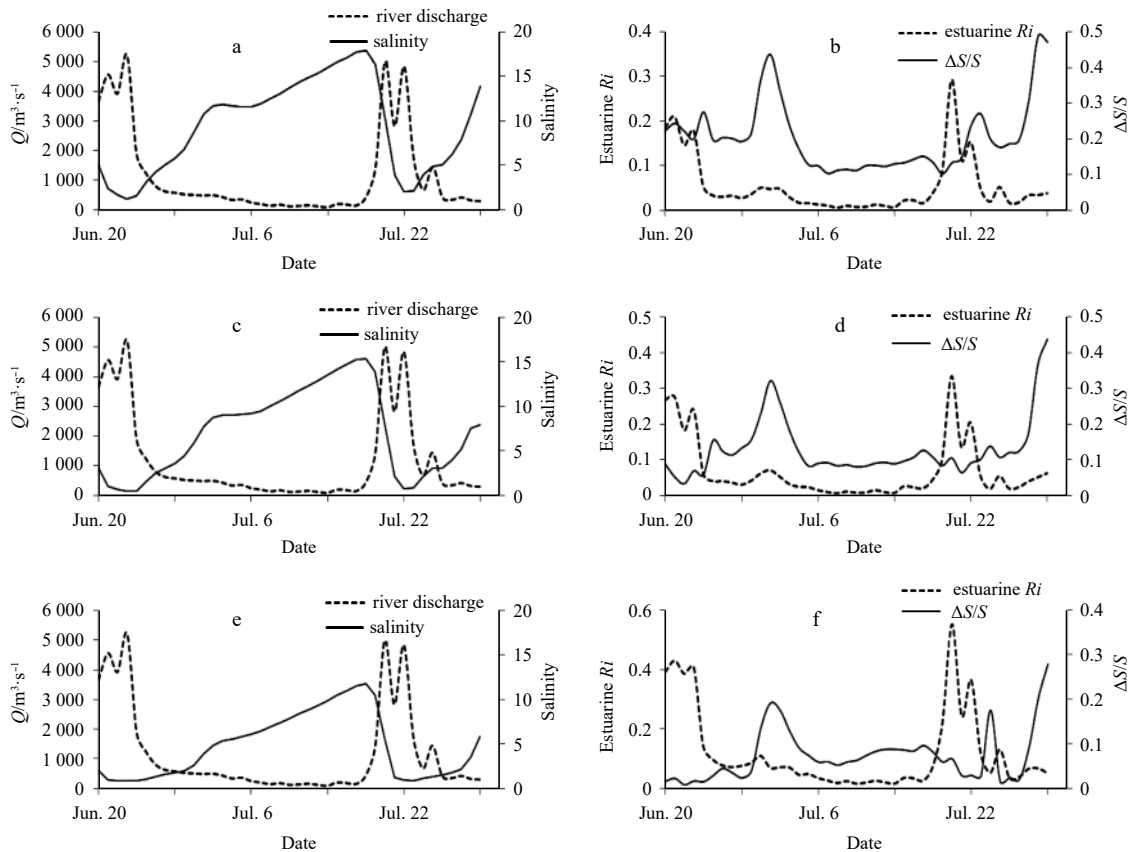 river discharge
salinity
a
6 000
5 000
4 000
3 000
2 000
1 000
0
Q/m³·s⁻¹
20
15
10
5
0
Salinity
Jun. 20
Jul. 6
Jul. 22
Date
estuarine Ri
ΔS/S
b
0.4
0.3
0.2
0.1
0
Estuarine Ri
0.5
0.4
0.3
0.2
0.1
0
ΔS/S
Jun. 20
Jul. 6
Jul. 22
Date
river discharge
salinity
c
6 000
5 000
4 000
3 000
2 000
1 000
0
Q/m³·s⁻¹
20
15
10
5
0
Salinity
Jun. 20
Jul. 6
Jul. 22
Date
estuarine Ri
ΔS/S
d
0.5
0.4
0.3
0.2
0.1
0
Estuarine Ri
0.5
0.4
0.3
0.2
0.1
0
ΔS/S
Jun. 20
Jul. 6
Jul. 22
Date
river discharge
salinity
e
6 000
5 000
4 000
3 000
2 000
1 000
0
Q/m³·s⁻¹
20
15
10
5
0
Salinity
Jun. 20
Jul. 6
Jul. 22
Date
estuarine Ri
ΔS/S
f
0.6
0.4
0.2
0
Estuarine Ri
0.4
0.3
0.2
0.1
0
ΔS/S
Jun. 20
Jul. 6
Jul. 22
Date